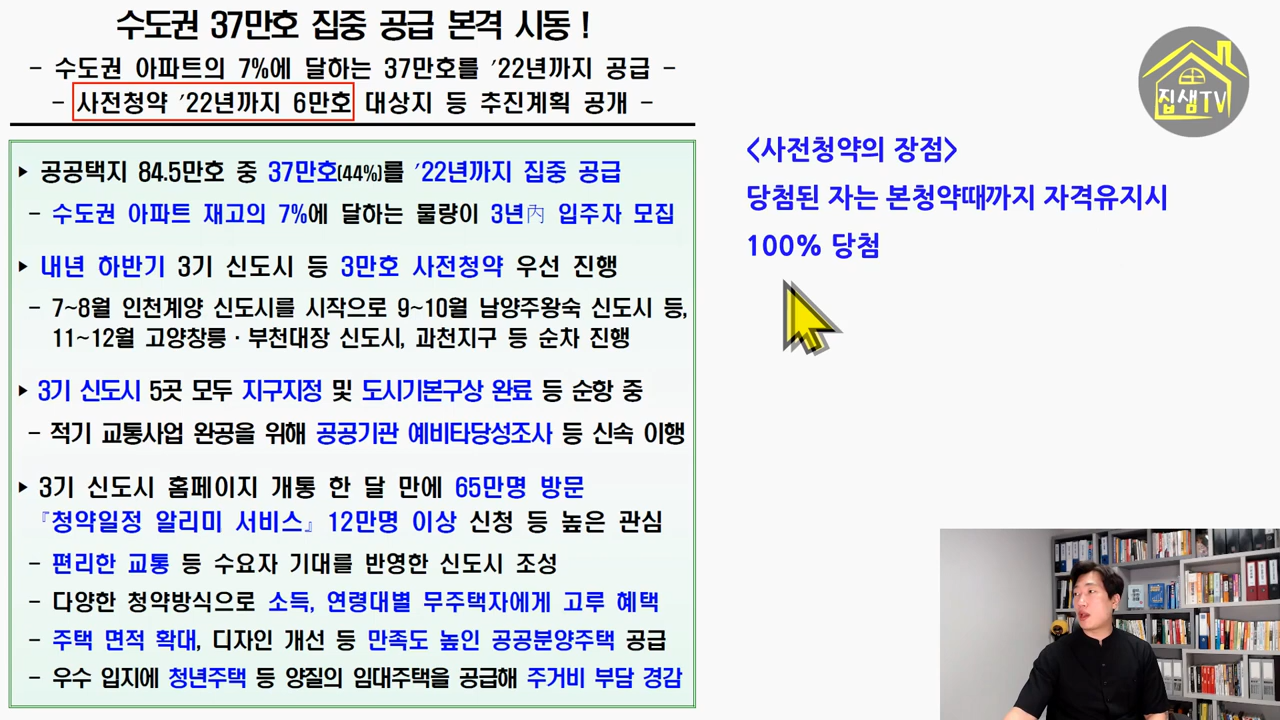 수도권 37만호 집중 공급 본격 시동 !
- 수도권 아파트의 7%에 달하는 37만호를 ′22년까지 공급 -
- 사전청약 ′22년까지 6만호 대상지 등 추진계획 공개 -
▸ 공공택지 84.5만호 중 37만호(44%)를 ′22년까지 집중 공급
- 수도권 아파트 재고의 7%에 달하는 물량이 3년內 입주자 모집
▸ 내년 하반기 3기 신도시 등 3만호 사전청약 우선 진행
- 7~8월 인천계양 신도시를 시작으로 9~10월 남양주왕숙 신도시 등,
11~12월 고양창릉·부천대장 신도시, 과천지구 등 순차 진행
▸ 3기 신도시 5곳 모두 지구지정 및 도시기본구상 완료 등 순항 중
- 적기 교통사업 완공을 위해 공공기관 예비타당성조사 등 신속 이행
▸ 3기 신도시 홈페이지 개통 한 달 만에 65만명 방문
『청약일정 알리미 서비스』 12만명 이상 신청 등 높은 관심
- 편리한 교통 등 수요자 기대를 반영한 신도시 조성
- 다양한 청약방식으로 소득, 연령대별 무주택자에게 고루 혜택
- 주택 면적 확대, 디자인 개선 등 만족도 높인 공공분양주택 공급
- 우수 입지에 청년주택 등 양질의 임대주택을 공급해 주거비 부담 경감
집샘TV
<사전청약의 장점>
당첨된 자는 본청약때까지 자격유지시
100% 당첨